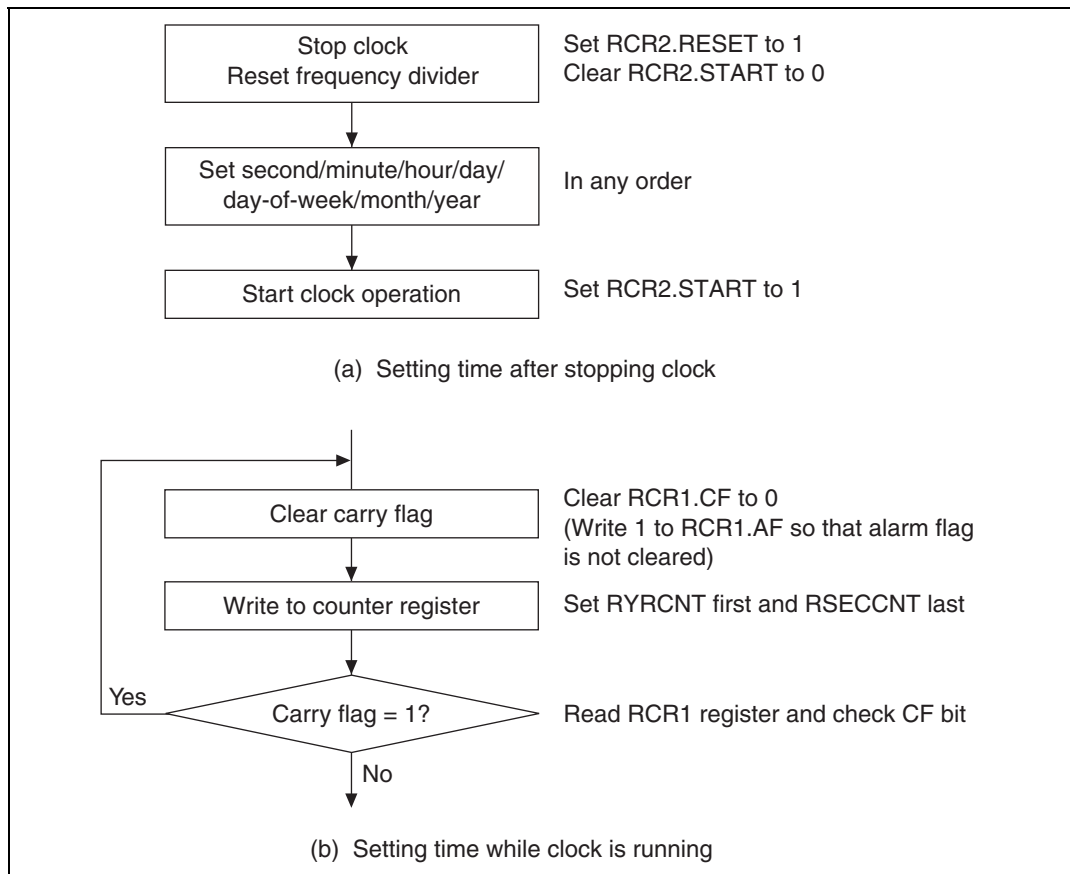 Stop clock
Reset frequency divider
Set RCR2.RESET to 1
Clear RCR2.START to 0
Set second/minute/hour/day/
day-of-week/month/year
In any order
Start clock operation
Set RCR2.START to 1
(a) Setting time after stopping clock
Clear carry flag
Clear RCR1.CF to 0
(Write 1 to RCR1.AF so that alarm flag
is not cleared)
Write to counter register
Set RYRCNT first and RSECCNT last
Yes
Carry flag = 1?
Read RCR1 register and check CF bit
No
(b) Setting time while clock is running